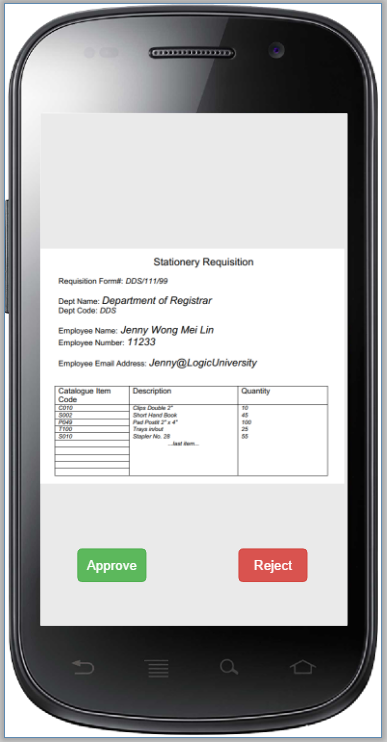 Stationery Requisition
Requisition Form#: DDS/111/99
Dept Name: Department of Registrar
Dept Code: DDS
Employee Name: Jenny Wong Mei Lin
Employee Number: 11233
Employee Email Address: Jenny@LogicUniversity
Catalogue Item Code Description Quantity
C010 Clips Double 2" 10
S002 Short Hand Book 45
P049 Pad Postit 2" x 4" 100
T100 Trays in/out 25
S010 Stapler No. 28 55
...last item...
Approve Reject